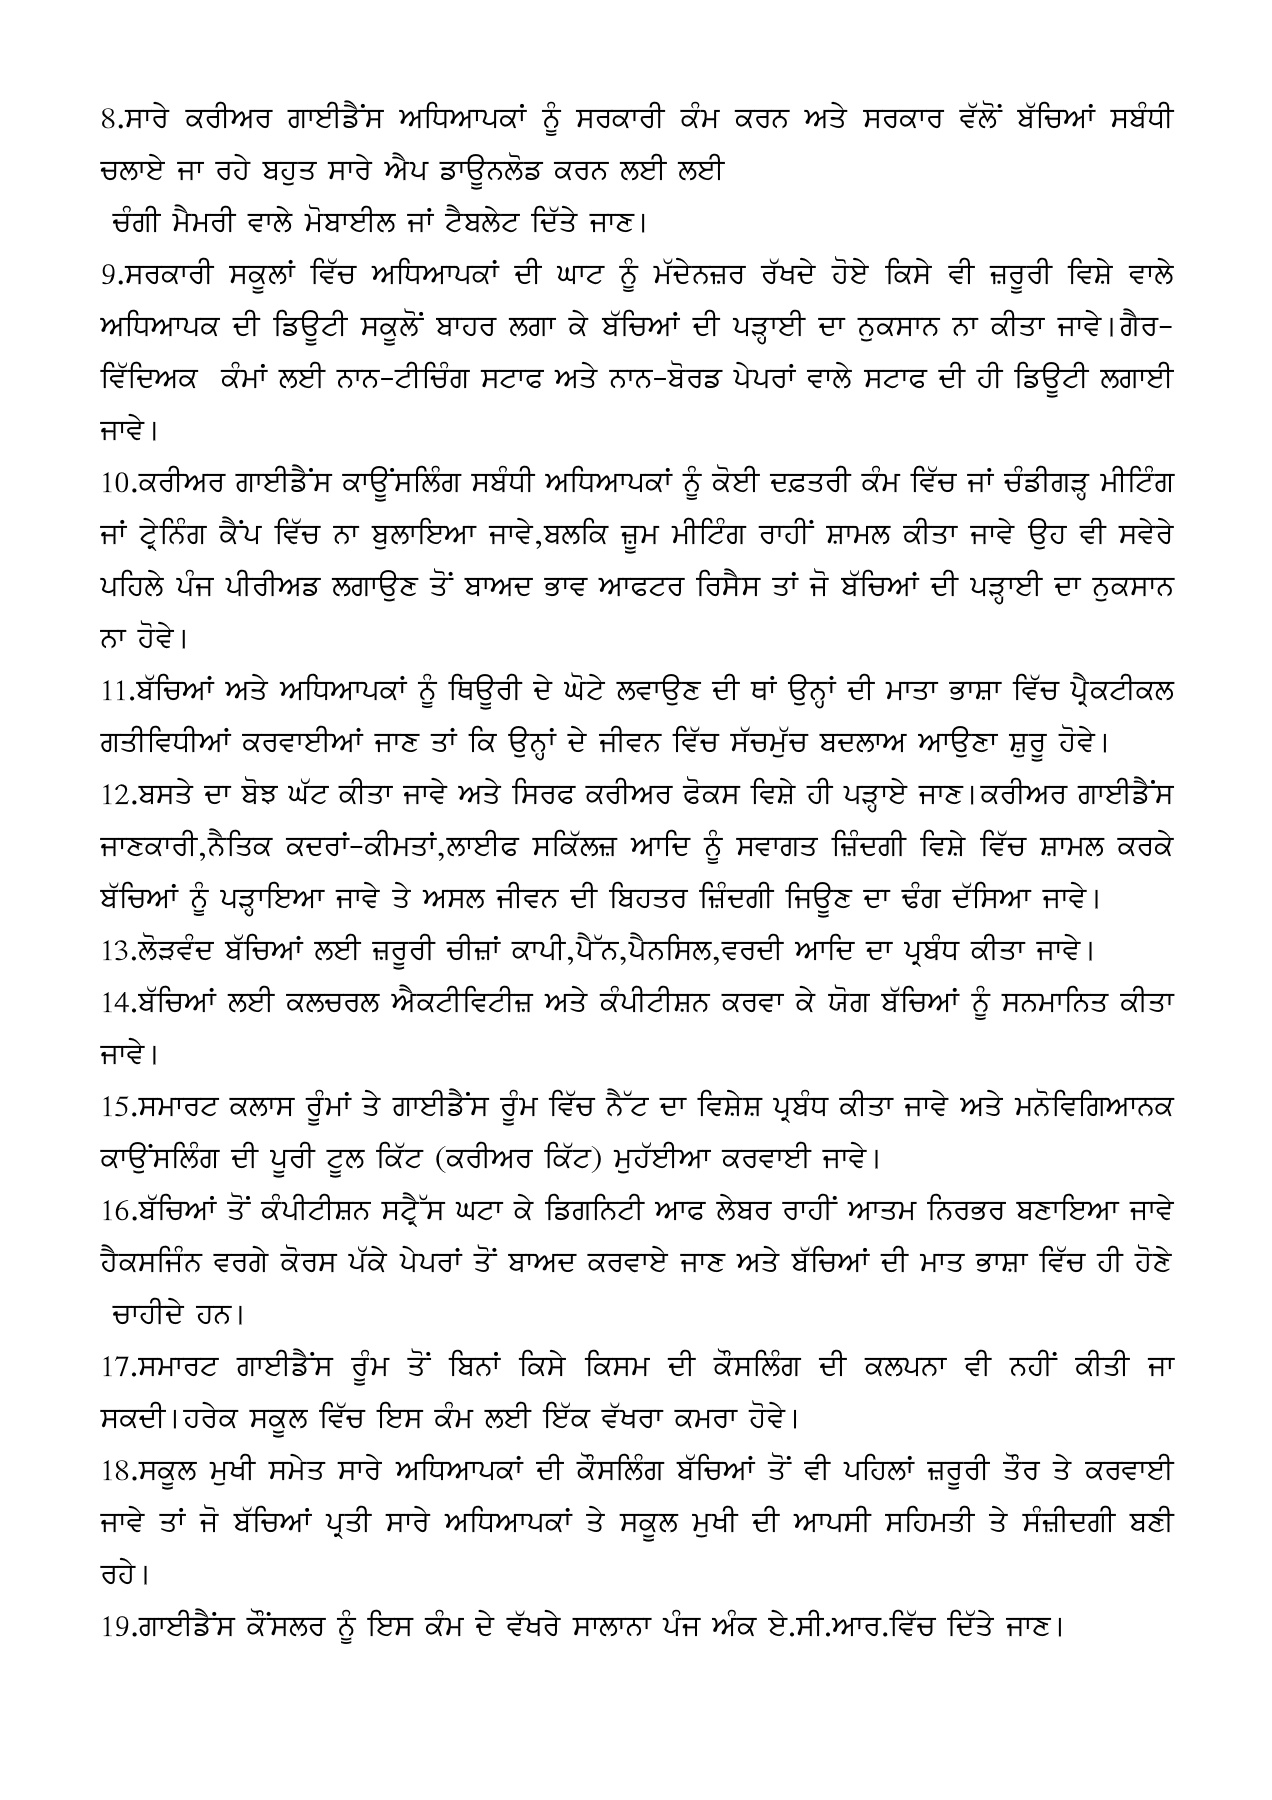 8.ਸਾਰੇ ਕਰੀਅਰ ਗਾਈਡੈਂਸ ਅਧਿਆਪਕਾਂ ਨੂੰ ਸਰਕਾਰੀ ਕੰਮ ਕਰਨ ਅਤੇ ਸਰਕਾਰ ਵੱਲੋਂ ਬੱਚਿਆਂ ਸਬੰਧੀ
ਚਲਾਏ ਜਾ ਰਹੇ ਬਹੁਤ ਸਾਰੇ ਐਪ ਡਾਊਨਲੋਡ ਕਰਨ ਲਈ ਲਈ
ਚੰਗੀ ਮੈਮਰੀ ਵਾਲੇ ਮੋਬਾਈਲ ਜਾਂ ਟੈਬਲੇਟ ਦਿੱਤੇ ਜਾਣ।
9.ਸਰਕਾਰੀ ਸਕੂਲਾਂ ਵਿੱਚ ਅਧਿਆਪਕਾਂ ਦੀ ਘਾਟ ਨੂੰ ਮੱਦੇਨਜ਼ਰ ਰੱਖਦੇ ਹੋਏ ਕਿਸੇ ਵੀ ਜ਼ਰੂਰੀ ਵਿਸ਼ੇ ਵਾਲੇ
ਅਧਿਆਪਕ ਦੀ ਡਿਊਟੀ ਸਕੂਲੋਂ ਬਾਹਰ ਲਗਾ ਕੇ ਬੱਚਿਆਂ ਦੀ ਪੜ੍ਹਾਈ ਦਾ ਨੁਕਸਾਨ ਨਾ ਕੀਤਾ ਜਾਵੇ।ਗੈਰ-
ਵਿੱਦਿਅਕ ਕੰਮਾਂ ਲਈ ਨਾਨ-ਟੀਚਿੰਗ ਸਟਾਫ ਅਤੇ ਨਾਨ-ਬੋਰਡ ਪੇਪਰਾਂ ਵਾਲੇ ਸਟਾਫ ਦੀ ਹੀ ਡਿਊਟੀ ਲਗਾਈ
ਜਾਵੇ।
10.ਕਰੀਅਰ ਗਾਈਡੈਂਸ ਕਾਊਂਸਲਿੰਗ ਸਬੰਧੀ ਅਧਿਆਪਕਾਂ ਨੂੰ ਕੋਈ ਦਫ਼ਤਰੀ ਕੰਮ ਵਿੱਚ ਜਾਂ ਚੰਡੀਗੜ੍ਹ ਮੀਟਿੰਗ
ਜਾਂ ਟ੍ਰੇਨਿੰਗ ਕੈਂਪ ਵਿੱਚ ਨਾ ਬੁਲਾਇਆ ਜਾਵੇ,ਬਲਕਿ ਜ਼ੂਮ ਮੀਟਿੰਗ ਰਾਹੀਂ ਸ਼ਾਮਲ ਕੀਤਾ ਜਾਵੇ ਉਹ ਵੀ ਸਵੇਰੇ
ਪਹਿਲੇ ਪੰਜ ਪੀਰੀਅਡ ਲਗਾਉਣ ਤੋਂ ਬਾਅਦ ਭਾਵ ਆਫਟਰ ਰਿਸੈਸ ਤਾਂ ਜੋ ਬੱਚਿਆਂ ਦੀ ਪੜ੍ਹਾਈ ਦਾ ਨੁਕਸਾਨ
ਨਾ ਹੋਵੇ।
11.ਬੱਚਿਆਂ ਅਤੇ ਅਧਿਆਪਕਾਂ ਨੂੰ ਥਿਊਰੀ ਦੇ ਘੋਟੇ ਲਵਾਉਣ ਦੀ ਥਾਂ ਉਨ੍ਹਾਂ ਦੀ ਮਾਤਾ ਭਾਸ਼ਾ ਵਿੱਚ ਪ੍ਰੈਕਟੀਕਲ
ਗਤੀਵਿਧੀਆਂ ਕਰਵਾਈਆਂ ਜਾਣ ਤਾਂ ਕਿ ਉਨ੍ਹਾਂ ਦੇ ਜੀਵਨ ਵਿੱਚ ਸੱਚਮੁੱਚ ਬਦਲਾਅ ਆਉਣਾ ਸ਼ੁਰੂ ਹੋਵੇ।
12.ਬਸਤੇ ਦਾ ਬੋਝ ਘੱਟ ਕੀਤਾ ਜਾਵੇ ਅਤੇ ਸਿਰਫ ਕਰੀਅਰ ਫੋਕਸ ਵਿਸ਼ੇ ਹੀ ਪੜ੍ਹਾਏ ਜਾਣ।ਕਰੀਅਰ ਗਾਈਡੈਂਸ
ਜਾਣਕਾਰੀ,ਨੈਤਿਕ ਕਦਰਾਂ-ਕੀਮਤਾਂ,ਲਾਈਫ ਸਕਿੱਲਜ਼ ਆਦਿ ਨੂੰ ਸਵਾਗਤ ਜ਼ਿੰਦਗੀ ਵਿਸ਼ੇ ਵਿੱਚ ਸ਼ਾਮਲ ਕਰਕੇ
ਬੱਚਿਆਂ ਨੂੰ ਪੜ੍ਹਾਇਆ ਜਾਵੇ ਤੇ ਅਸਲ ਜੀਵਨ ਦੀ ਬਿਹਤਰ ਜ਼ਿੰਦਗੀ ਜਿਊਣ ਦਾ ਢੰਗ ਦੱਸਿਆ ਜਾਵੇ।
13.ਲੋੜਵੰਦ ਬੱਚਿਆਂ ਲਈ ਜ਼ਰੂਰੀ ਚੀਜ਼ਾਂ ਕਾਪੀ,ਪੈੱਨ,ਪੈਨਸਿਲ,ਵਰਦੀ ਆਦਿ ਦਾ ਪ੍ਰਬੰਧ ਕੀਤਾ ਜਾਵੇ।
14.ਬੱਚਿਆਂ ਲਈ ਕਲਚਰਲ ਐਕਟੀਵਿਟੀਜ਼ ਅਤੇ ਕੰਪੀਟੀਸ਼ਨ ਕਰਵਾ ਕੇ ਯੋਗ ਬੱਚਿਆਂ ਨੂੰ ਸਨਮਾਨਿਤ ਕੀਤਾ
ਜਾਵੇ।
15.ਸਮਾਰਟ ਕਲਾਸ ਰੂੰਮਾਂ ਤੇ ਗਾਈਡੈਂਸ ਰੂੰਮ ਵਿੱਚ ਨੈੱਟ ਦਾ ਵਿਸ਼ੇਸ਼ ਪ੍ਰਬੰਧ ਕੀਤਾ ਜਾਵੇ ਅਤੇ ਮਨੋਵਿਗਿਆਨਕ
ਕਾਉਂਸਲਿੰਗ ਦੀ ਪੂਰੀ ਟੂਲ ਕਿੱਟ (ਕਰੀਅਰ ਕਿੱਟ) ਮੁਹੱਈਆ ਕਰਵਾਈ ਜਾਵੇ।
16.ਬੱਚਿਆਂ ਤੋਂ ਕੰਪੀਟੀਸ਼ਨ ਸਟ੍ਰੈੱਸ ਘਟਾ ਕੇ ਡਿਗਨਿਟੀ ਆਫ ਲੇਬਰ ਰਾਹੀਂ ਆਤਮ ਨਿਰਭਰ ਬਣਾਇਆ ਜਾਵੇ
ਹੈਕਸਜਿੰਨ ਵਰਗੇ ਕੋਰਸ ਪੱਕੇ ਪੇਪਰਾਂ ਤੋਂ ਬਾਅਦ ਕਰਵਾਏ ਜਾਣ ਅਤੇ ਬੱਚਿਆਂ ਦੀ ਮਾਤ ਭਾਸ਼ਾ ਵਿੱਚ ਹੀ ਹੋਣੇ
ਚਾਹੀਦੇ ਹਨ।
17.ਸਮਾਰਟ ਗਾਈਡੈਂਸ ਰੂੰਮ ਤੋਂ ਬਿਨਾਂ ਕਿਸੇ ਕਿਸਮ ਦੀ ਕੌਸਲਿੰਗ ਦੀ ਕਲਪਨਾ ਵੀ ਨਹੀਂ ਕੀਤੀ ਜਾ
ਸਕਦੀ।ਹਰੇਕ ਸਕੂਲ ਵਿੱਚ ਇਸ ਕੰਮ ਲਈ ਇੱਕ ਵੱਖਰਾ ਕਮਰਾ ਹੋਵੇ।
18.ਸਕੂਲ ਮੁਖੀ ਸਮੇਤ ਸਾਰੇ ਅਧਿਆਪਕਾਂ ਦੀ ਕੌਸਲਿੰਗ ਬੱਚਿਆਂ ਤੋਂ ਵੀ ਪਹਿਲਾਂ ਜ਼ਰੂਰੀ ਤੌਰ ਤੇ ਕਰਵਾਈ
ਜਾਵੇ ਤਾਂ ਜੋ ਬੱਚਿਆਂ ਪ੍ਰਤੀ ਸਾਰੇ ਅਧਿਆਪਕਾਂ ਤੇ ਸਕੂਲ ਮੁਖੀ ਦੀ ਆਪਸੀ ਸਹਿਮਤੀ ਤੇ ਸੰਜ਼ੀਦਗੀ ਬਣੀ
ਰਹੇ।
19.ਗਾਈਡੈਂਸ ਕੌਂਸਲਰ ਨੂੰ ਇਸ ਕੰਮ ਦੇ ਵੱਖਰੇ ਸਾਲਾਨਾ ਪੰਜ ਅੰਕ ਏ.ਸੀ.ਆਰ.ਵਿੱਚ ਦਿੱਤੇ ਜਾਣ।